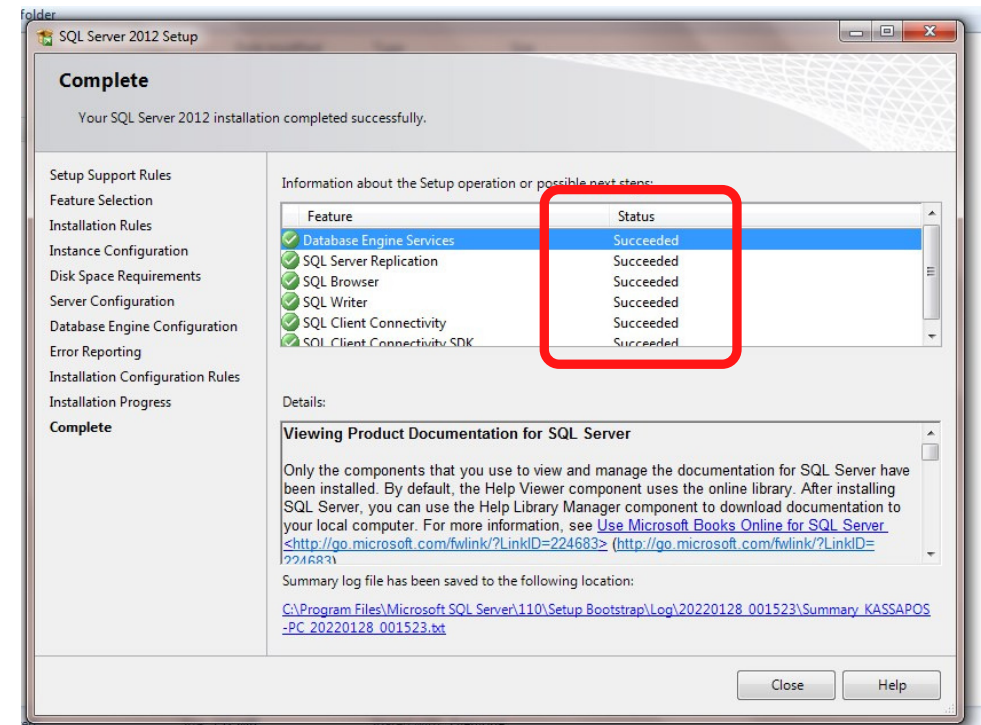 folder
SQL Server 2012 Setup
Complete
Your SQL Server 2012 installation completed successfully.
Setup Support Rules
Feature Selection
Installation Rules
Instance Configuration
Disk Space Requirements
Server Configuration
Database Engine Configuration
Error Reporting
Installation Configuration Rules
Installation Progress
Complete
Information about the Setup operation or possible next steps:
Feature Status
Database Engine Services Succeeded
SQL Server Replication Succeeded
SQL Browser Succeeded
SQL Writer Succeeded
SQL Client Connectivity Succeeded
SQL Client Connectivity SDK Succeeded
Details:
Viewing Product Documentation for SQL Server
Only the components that you use to view and manage the documentation for SQL Server have
been installed. By default, the Help Viewer component uses the online library. After installing
SQL Server, you can use the Help Library Manager component to download documentation to
your local computer. For more information, see Use Microsoft Books Online for SQL Server
<http://go.microsoft.com/fwlink/?LinkID=224683> (http://go.microsoft.com/fwlink/?LinkID=
224683)
Summary log file has been saved to the following location:
C:\Program Files\Microsoft SQL Server\110\Setup Bootstrap\Log\20220128_001523\Summary_KASSAPOS
-PC_20220128_001523.txt
Close Help